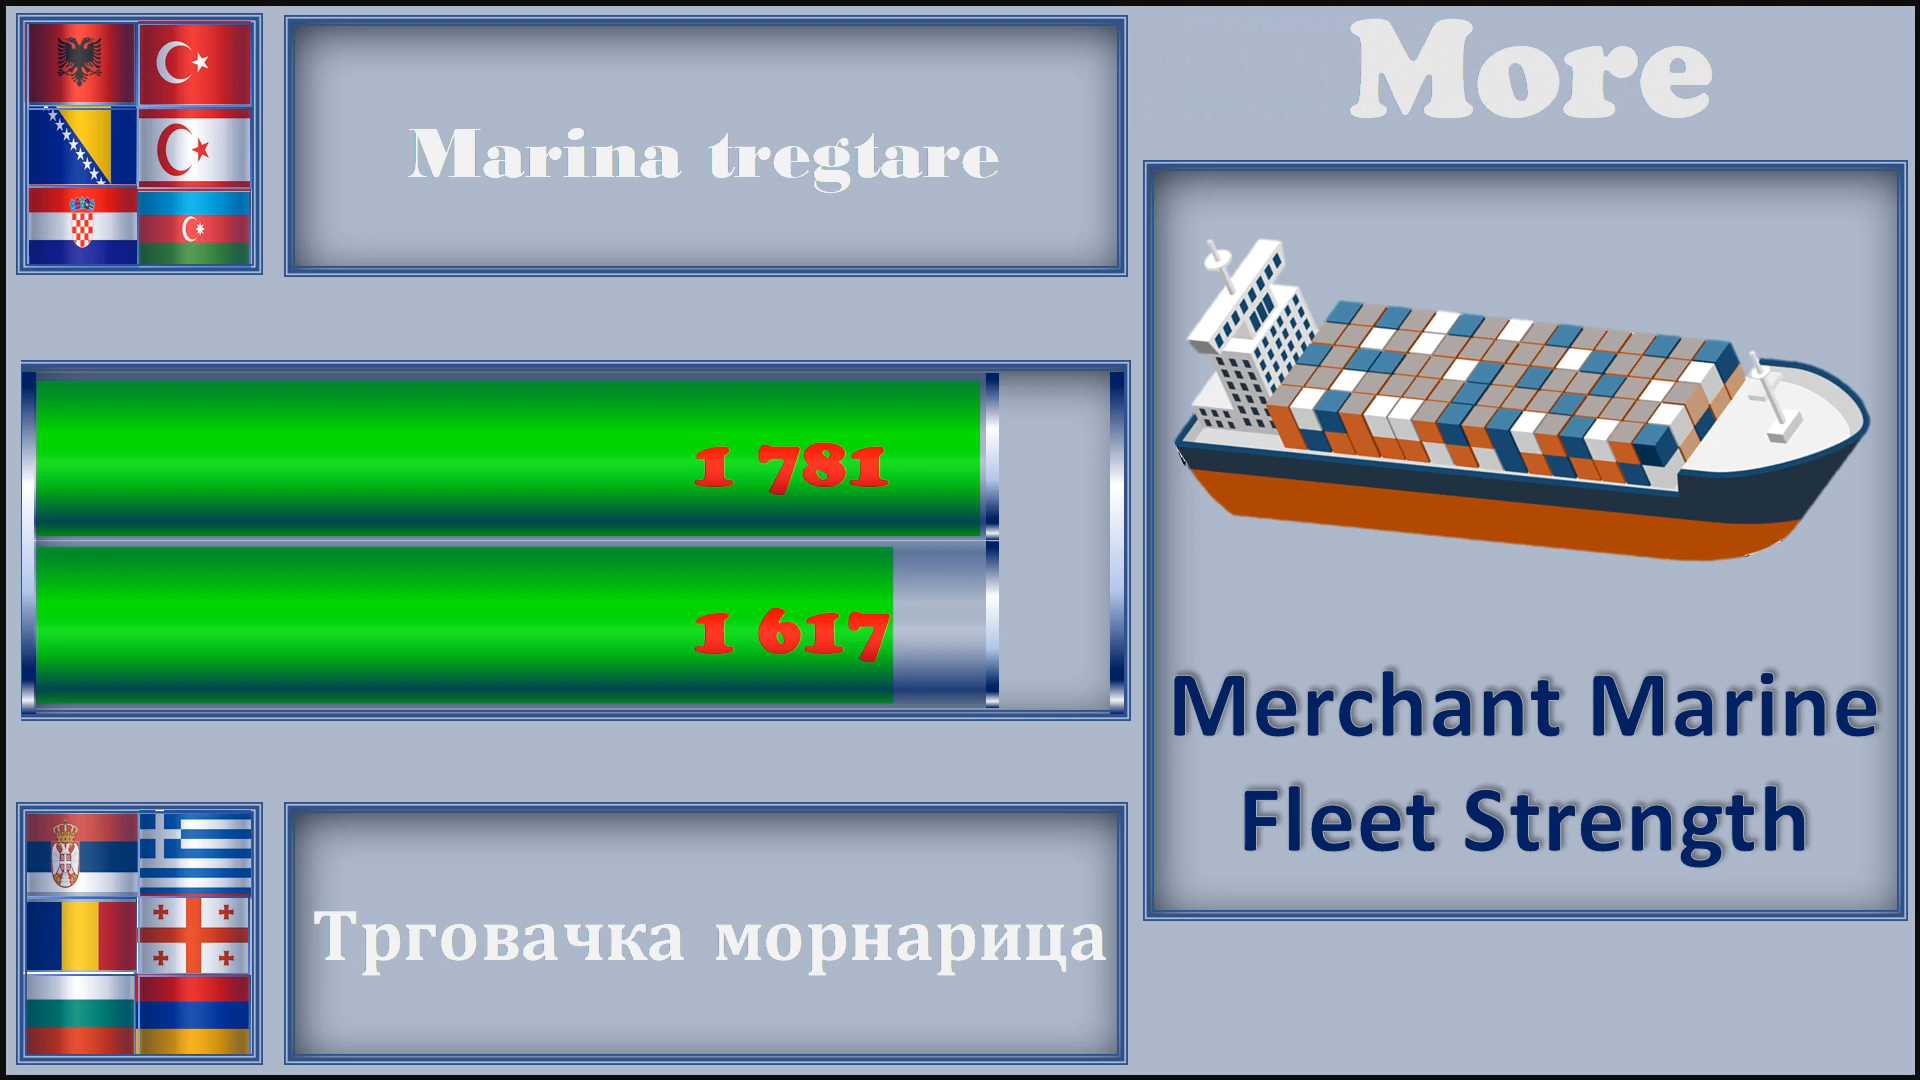 More
Marina tregtare
1 781
1 617
Merchant Marine
Fleet Strength
Трговачка морнарица